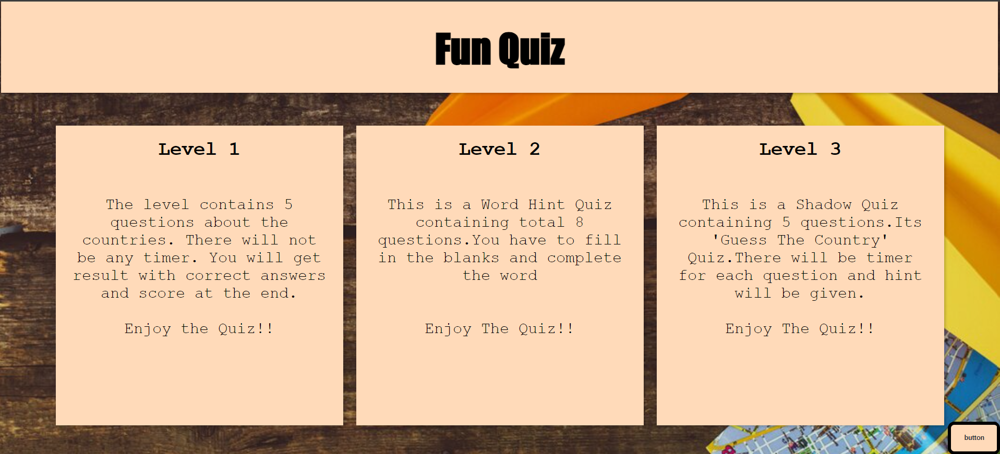 Fun Quiz
Level 1
The level contains 5
questions about the
countries. There will not
be any timer. You will get
result with correct answers
and score at the end.
Enjoy the Quiz!!
Level 2
This is a Word Hint Quiz
containing total 8
questions.You have to fill
in the blanks and complete
the word
Enjoy The Quiz!!
Level 3
This is a Shadow Quiz
containing 5 questions.Its
'Guess The Country'
Quiz.There will be timer
for each question and hint
will be given.
Enjoy The Quiz!!
button